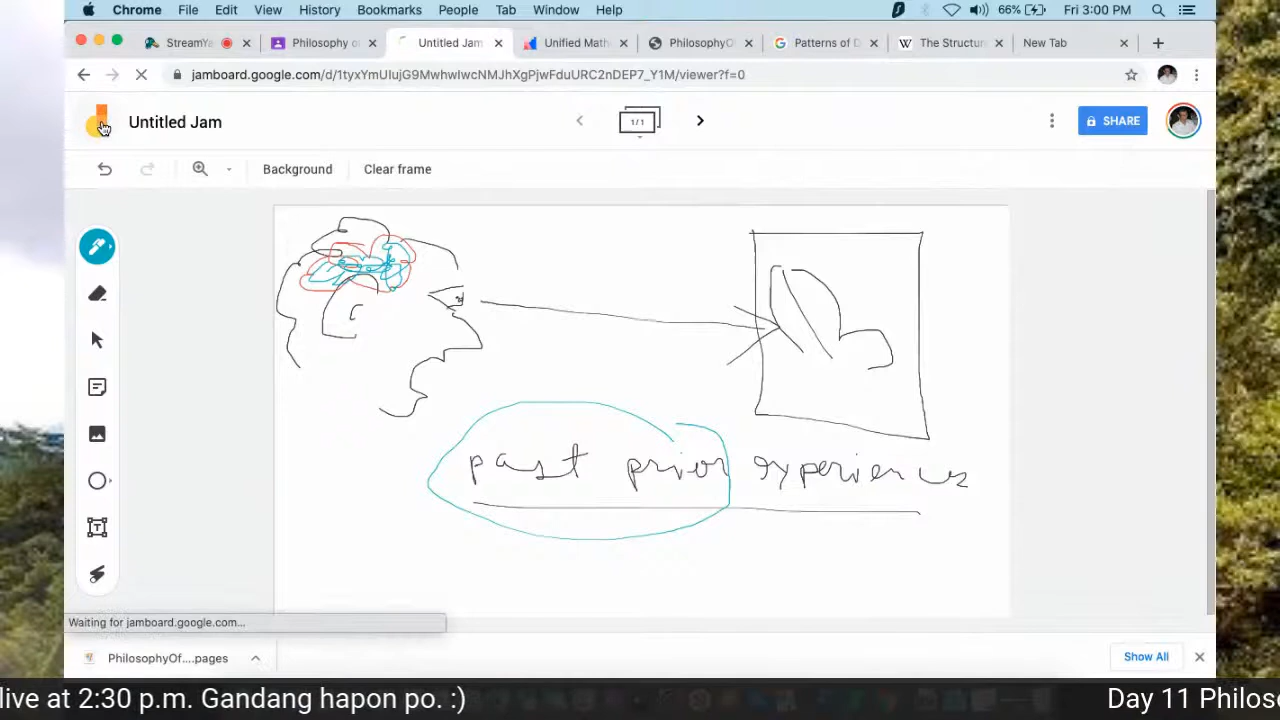 Chrome File Edit View History Bookmarks People Tab Window Help 66% Fri 3:00 PM
StreamYa Philosophy o Untitled Jam Unified Math PhilosophyO Patterns of D The Structur New Tab
jamboard.google.com/d/1tyxYmUIujG9MwhwIwcNMJhXgPjwFduURC2nDEP7_Y1M/viewer?f=0
Untitled Jam 1/1 SHARE
Background Clear frame
past prior experience
Waiting for jamboard.google.com...
PhilosophyOf....pages Show All
live at 2:30 p.m. Gandang hapon po. :) Day 11 Philos